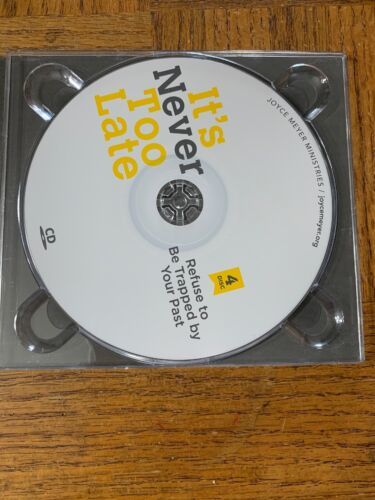 It's
Never
Too
Late
JOYCE MEYER MINISTRIES / joycemeyer.org
CD
4
DISC
Refuse to
Be Trapped by
Your Past